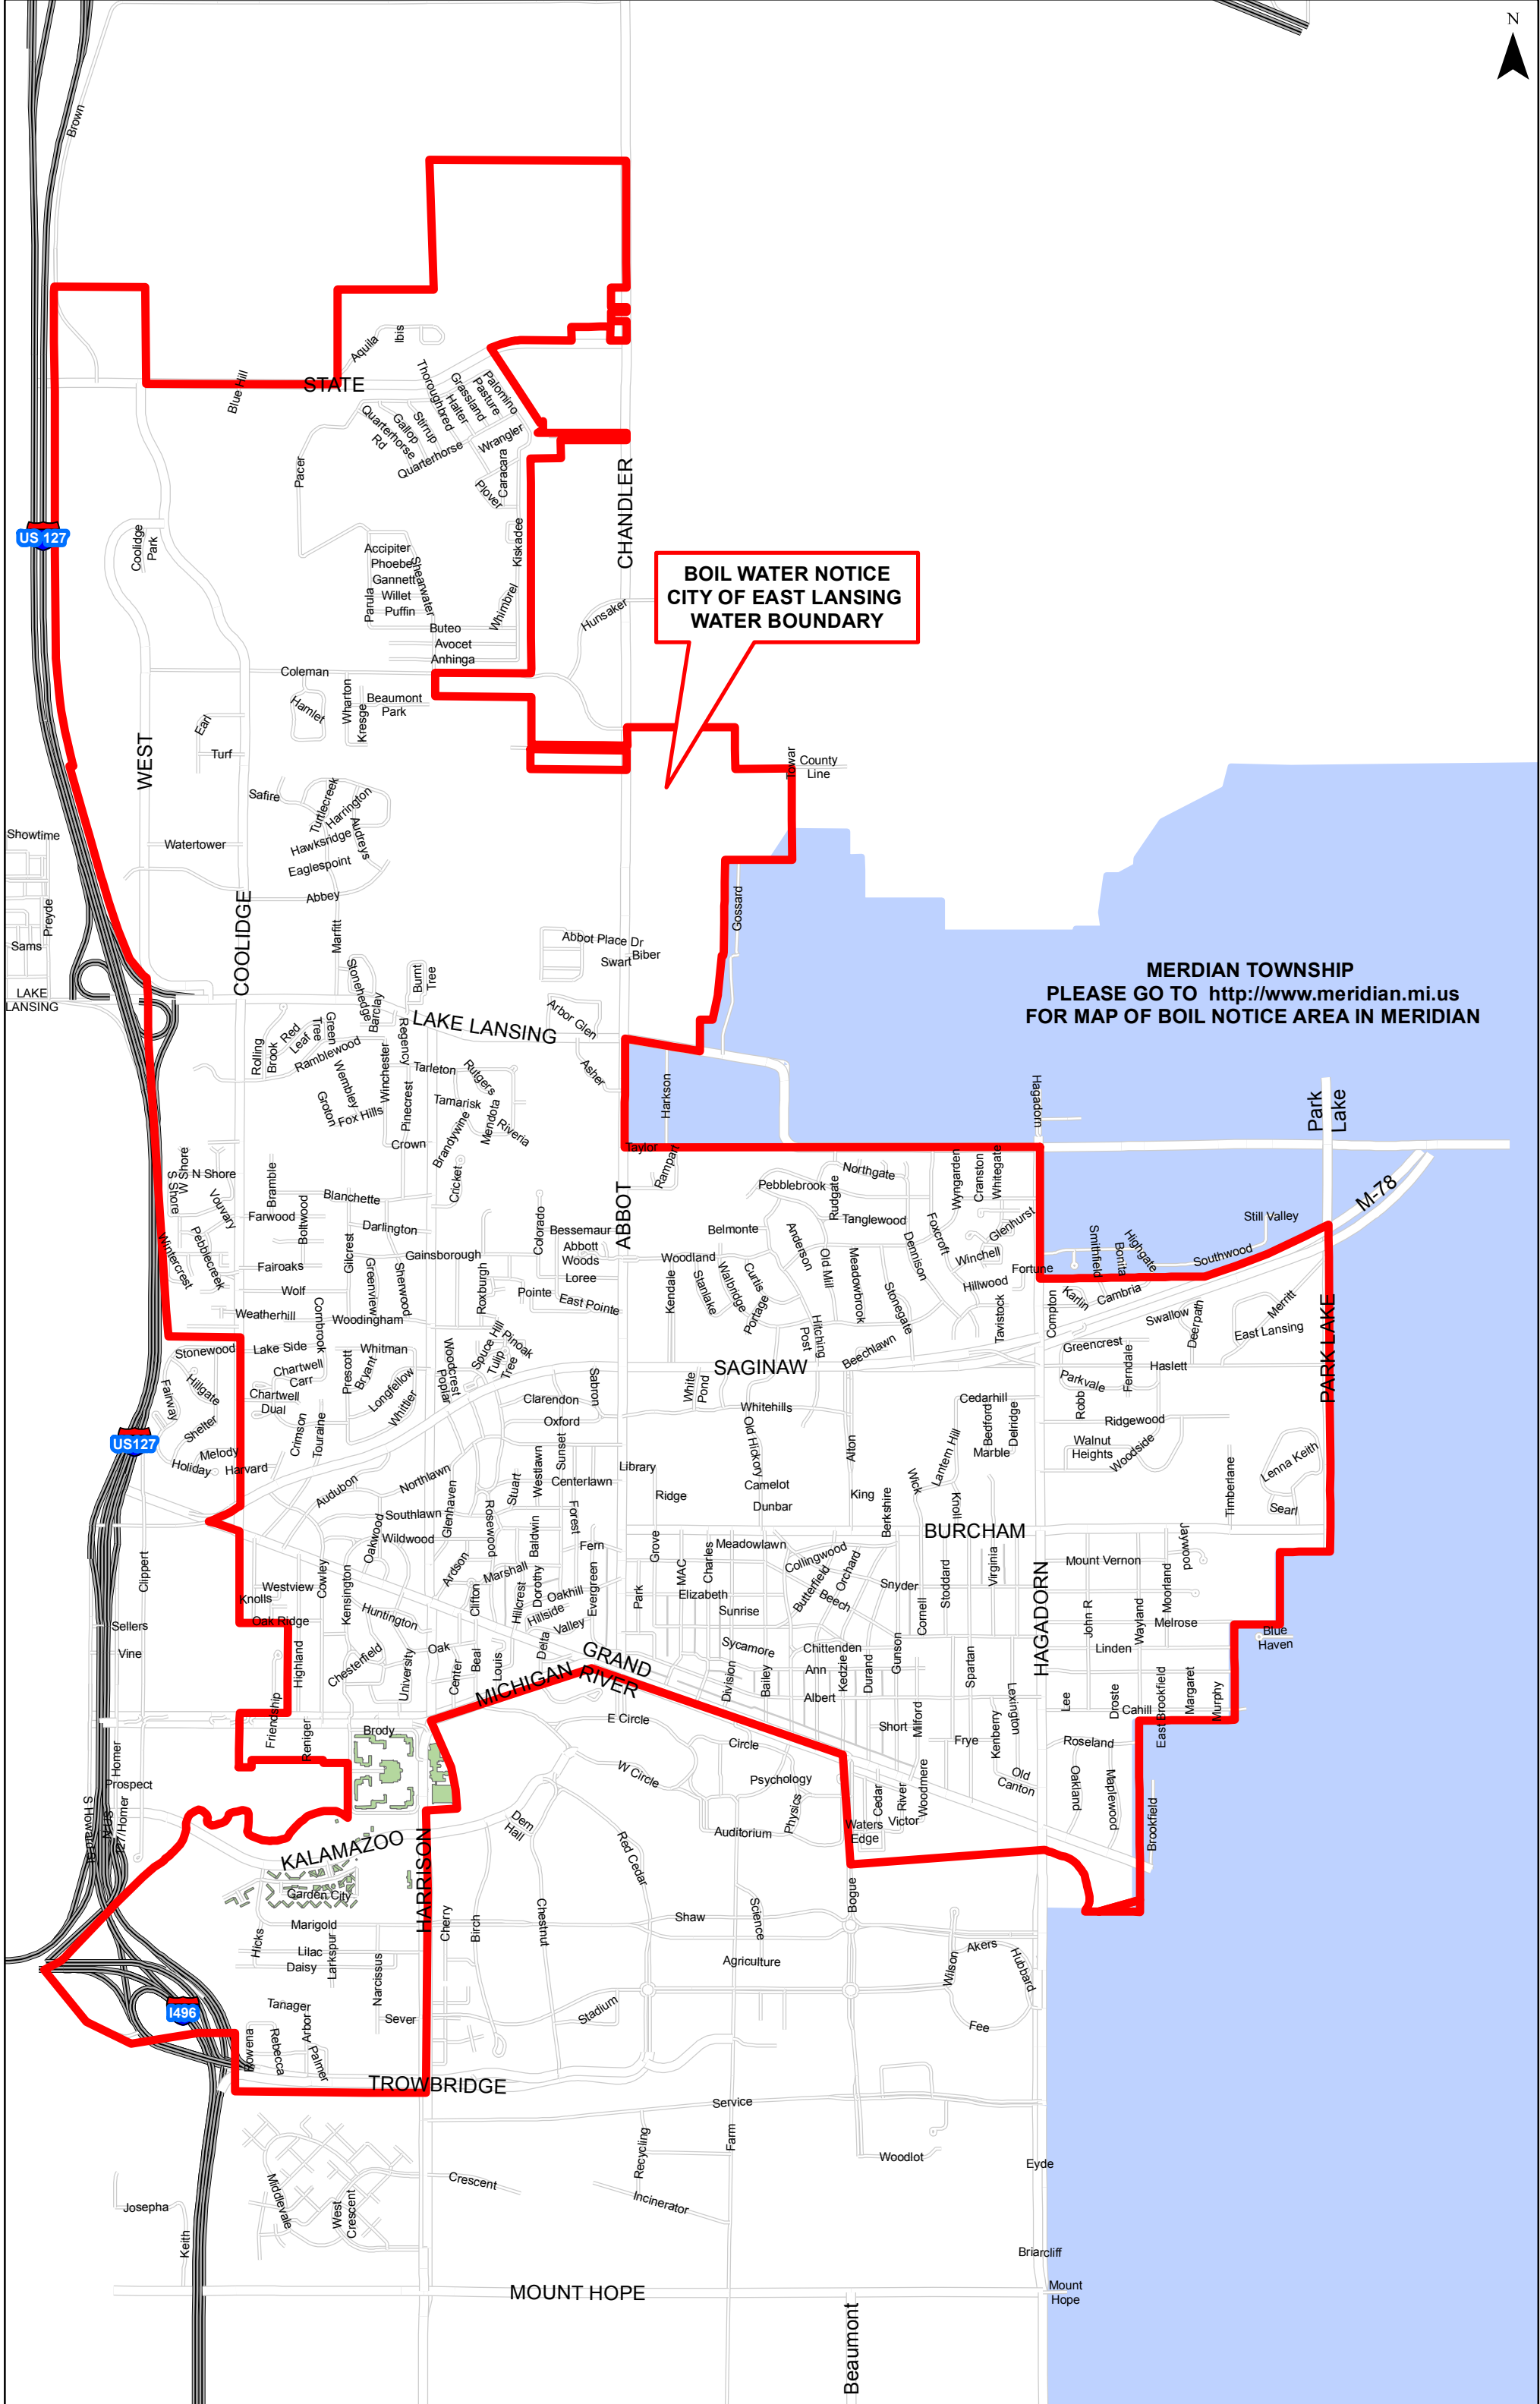 N
Brown
Ibis
Aquila
STATE
Blue Hill
Thoroughbred
Grassland
Halter
Palomino
Pasture
Stirrup
Gallop
Quarterhorse
Rd
Quarterhorse
Wrangler
Caracara
Plover
Pacer
CHANDLER
US 127
Coolidge
Park
Kiskadee
Accipiter
Phoebe
Gannett
Willet
Puffin
Parula
Shearwater
Whimbrel
Buteo
Avocet
Anhinga
Hunsaker
BOIL WATER NOTICE
CITY OF EAST LANSING
WATER BOUNDARY
Coleman
Hamlet
Wharton
Kresge
Beaumont
Park
Earl
Turf
WEST
Towar
County
Line
Safire
Turtlecreek
Harrington
Hawksridge
Audreys
Eaglespoint
Watertower
Abbey
Showtime
Preyde
Sams
COOLIDGE
Marfitt
Gossard
Abbot Place Dr
Biber
Swart
MERDIAN TOWNSHIP
PLEASE GO TO http://www.meridian.mi.us
FOR MAP OF BOIL NOTICE AREA IN MERIDIAN
LAKE
LANSING
Stonehedge
Barclay
Burnt
Tree
LAKE LANSING
Arbor Glen
Asher
Rolling
Brook
Red
Leaf
Green
Tree
Ramblewood
Regency
Winchester
Wembley
Groton
Fox Hills
Pinecrest
Tarleton
Rutgers
Tamarisk
Mendota
Riveria
Brandywine
Crown
Harkson
Hagadorn
Park
Lake
Taylor
Rampart
Cricket
S Shore
W Shore
N Shore
Vouvary
Bramble
Farwood
Boltwood
Blanchette
Darlington
Pebblecreek
Wintercrest
Gilcrest
Gainsborough
Greenview
Sherwood
Fairoaks
Wolf
Colorado
Bessemaur
Abbott
Woods
Loree
ABBOT
Roxburgh
Pointe
East Pointe
Northgate
Pebblebrook
Rudgate
Tanglewood
Wyngarden
Cranston
Whitegate
Foxcroft
Glenhurst
Dennison
Winchell
Hillwood
Fortune
Belmonte
Anderson
Woodland
Kendale
Stanlake
Walbridge
Curtis
Portage
Old Mill
Meadowbrook
Stonegate
Hitching
Post
Tavistock
Beechlawn
M-78
Still Valley
Southwood
Smithfield
Bonita
Highgate
Karlin
Cambria
Compton
Swallow
Deerpath
Merritt
East Lansing
Greencrest
Ferndale
Haslett
PARK LAKE
Parkvale
Robb
Ridgewood
Walnut
Heights
Woodside
Lenna Keith
Searl
Timberlane
Weatherhill
Cornbrook
Woodingham
Stonewood
Lake Side
Whitman
Chartwell
Carr
Prescott
Bryant
Longfellow
Whittier
Hillgate
Fairway
Chartwell
Dual
Crimson
Touraine
Shelter
Melody
Holiday
Harvard
Woodcrest
Poplar
Spuce Hill
Tulip
Tree
Pinoak
Sabron
Clarendon
Oxford
SAGINAW
White
Pond
Whitehills
Old Hickory
Cedarhill
Bedford
Delridge
Marble
Lantern Hill
US127
Audubon
Northlawn
Stuart
Westlawn
Sunset
Centerlawn
Library
Ridge
Camelot
Dunbar
Alton
King
Wick
Knoll
Berkshire
Southlawn
Glenhaven
Rosewood
Baldwin
Forest
Oakwood
Wildwood
Fern
Grove
BURCHAM
Jaywood
Clippert
Ardson
Marshall
Meadowlawn
Charles
MAC
Collingwood
Orchard
Butterfield
Beech
Snyder
Stoddard
Virginia
Mount Vernon
Westview
Cowley
Kensington
Knolls
Clifton
Hillcrest
Dorothy
Oakhill
Evergreen
Park
Elizabeth
Sunrise
Cornell
HAGADORN
John R
Wayland
Moorland
Melrose
Blue
Haven
Sellers
Oak Ridge
Huntington
Hillside
Valley
Vine
Highland
Chesterfield
University
Oak
Center
Beal
Louis
Delta
GRAND
RIVER
MICHIGAN
Sycamore
Chittenden
Ann
Kedzie
Durand
Gunson
Division
Bailey
Albert
Spartan
Lexington
Linden
Lee
Droste
Cahill
East Brookfield
Margaret
Murphy
Friendship
Reniger
Brody
E Circle
Circle
Short
Milford
Frye
Kenberry
Roseland
Homer
Prospect
W Circle
Psychology
Physics
Cedar
River
Woodmere
Old
Canton
Oakland
Maplewood
Brookfield
Waters
Edge
Victor
KALAMAZOO
Dem
Hall
Auditorium
Red Cedar
HARRISON
Garden City
Cherry
Birch
Chestnut
Bogue
Marigold
Hicks
Lilac
Daisy
Larkspur
Narcissus
Shaw
Science
Agriculture
Akers
Wilson
Hubbard
Fee
I496
Tanager
Arbor
Rowena
Rebecca
Palmer
Sever
Stadium
TROWBRIDGE
Service
Farm
Recycling
Woodlot
Eyde
Crescent
Incinerator
Josepha
Middlevale
West
Crescent
Keith
Briarcliff
MOUNT HOPE
Mount
Hope
Beaumont